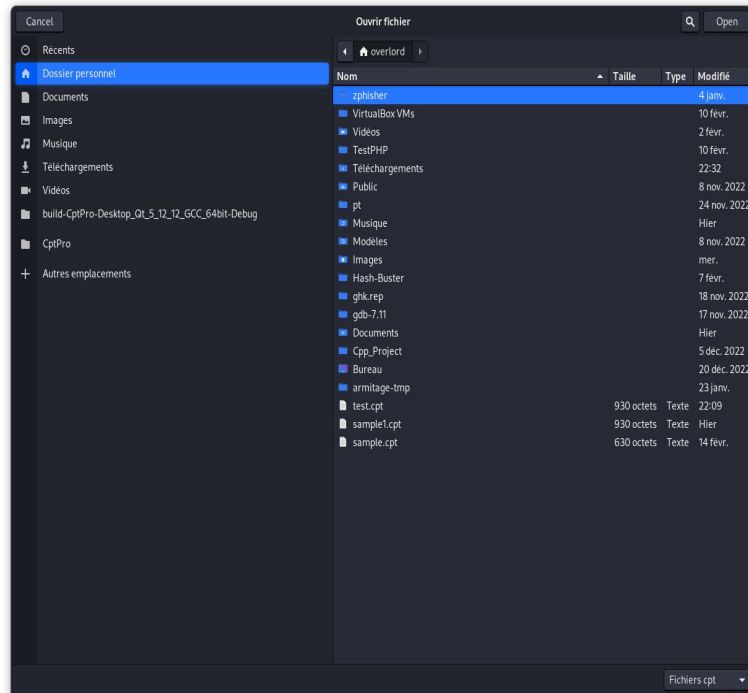 Cancel Ouvrir fichier Open
Récents
Dossier personnel
Documents
Images
Musique
Téléchargements
Vidéos
build-CptPro-Desktop_Qt_5_12_12_GCC_64bit-Debug
CptPro
Autres emplacements
overlord
Nom Taille Type Modifié
zphisher 4 janv.
VirtualBox VMs 10 févr.
Vidéos 2 févr.
TestPHP 10 févr.
Téléchargements 22:32
Public 8 nov. 2022
pt 24 nov. 2022
Musique Hier
Modèles 8 nov. 2022
Images mer.
Hash-Buster 7 févr.
ghk.rep 18 nov. 2022
gdb-7.11 17 nov. 2022
Documents Hier
Cpp_Project 5 déc. 2022
Bureau 20 déc. 2022
armitage-tmp 23 janv.
test.cpt 930 octets Texte 22:09
sample1.cpt 930 octets Texte Hier
sample.cpt 630 octets Texte 14 févr.
Fichiers cpt